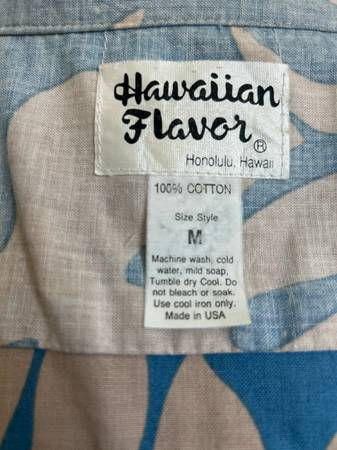 Hawaiian
Flavor®
Honolulu, Hawaii
100% COTTON
Size Style
M
Machine wash, cold
water, mild soap,
Tumble dry Cool. Do
not bleach or soak.
Use cool iron only.
Made in USA